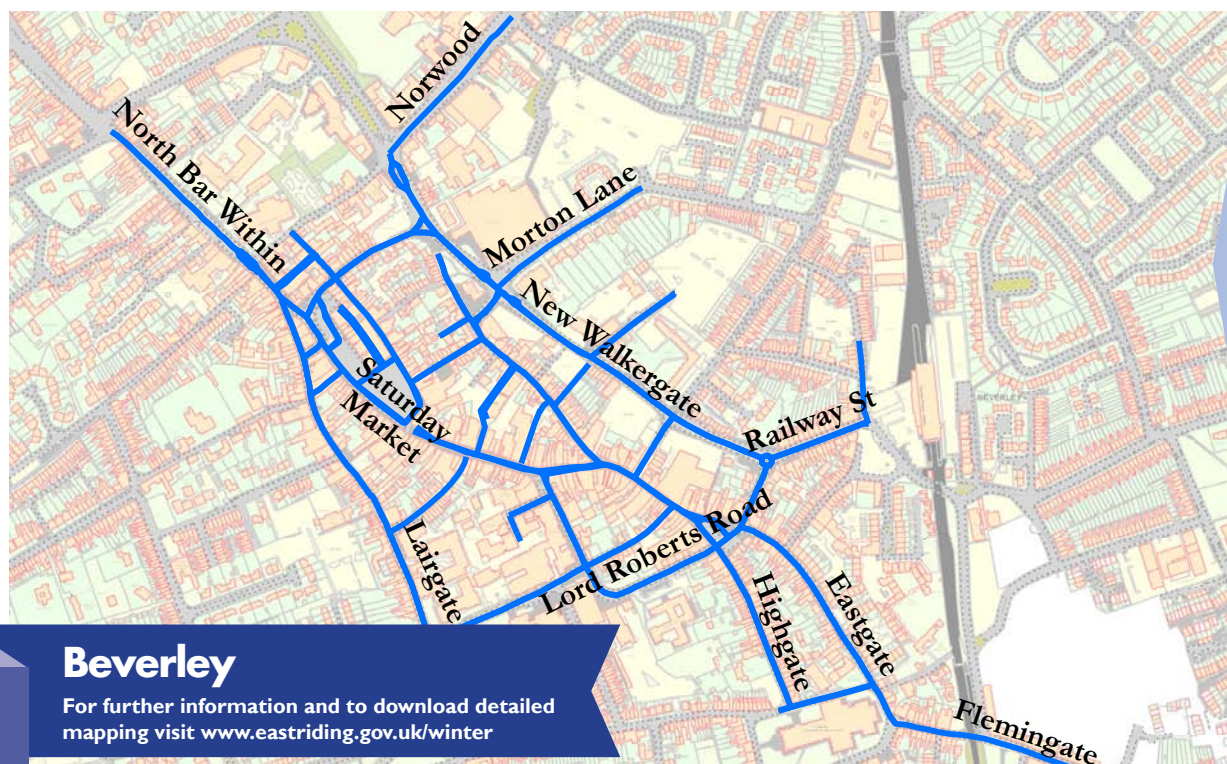 Norwood
North Bar Within
Morton Lane
New Walkergate
Saturday
Market
Railway St
BEVERLEY
Lairgate
Lord Roberts Road
Highgate
Eastgate
Flemingate
Beverley
For further information and to download detailed
mapping visit www.eastriding.gov.uk/winter